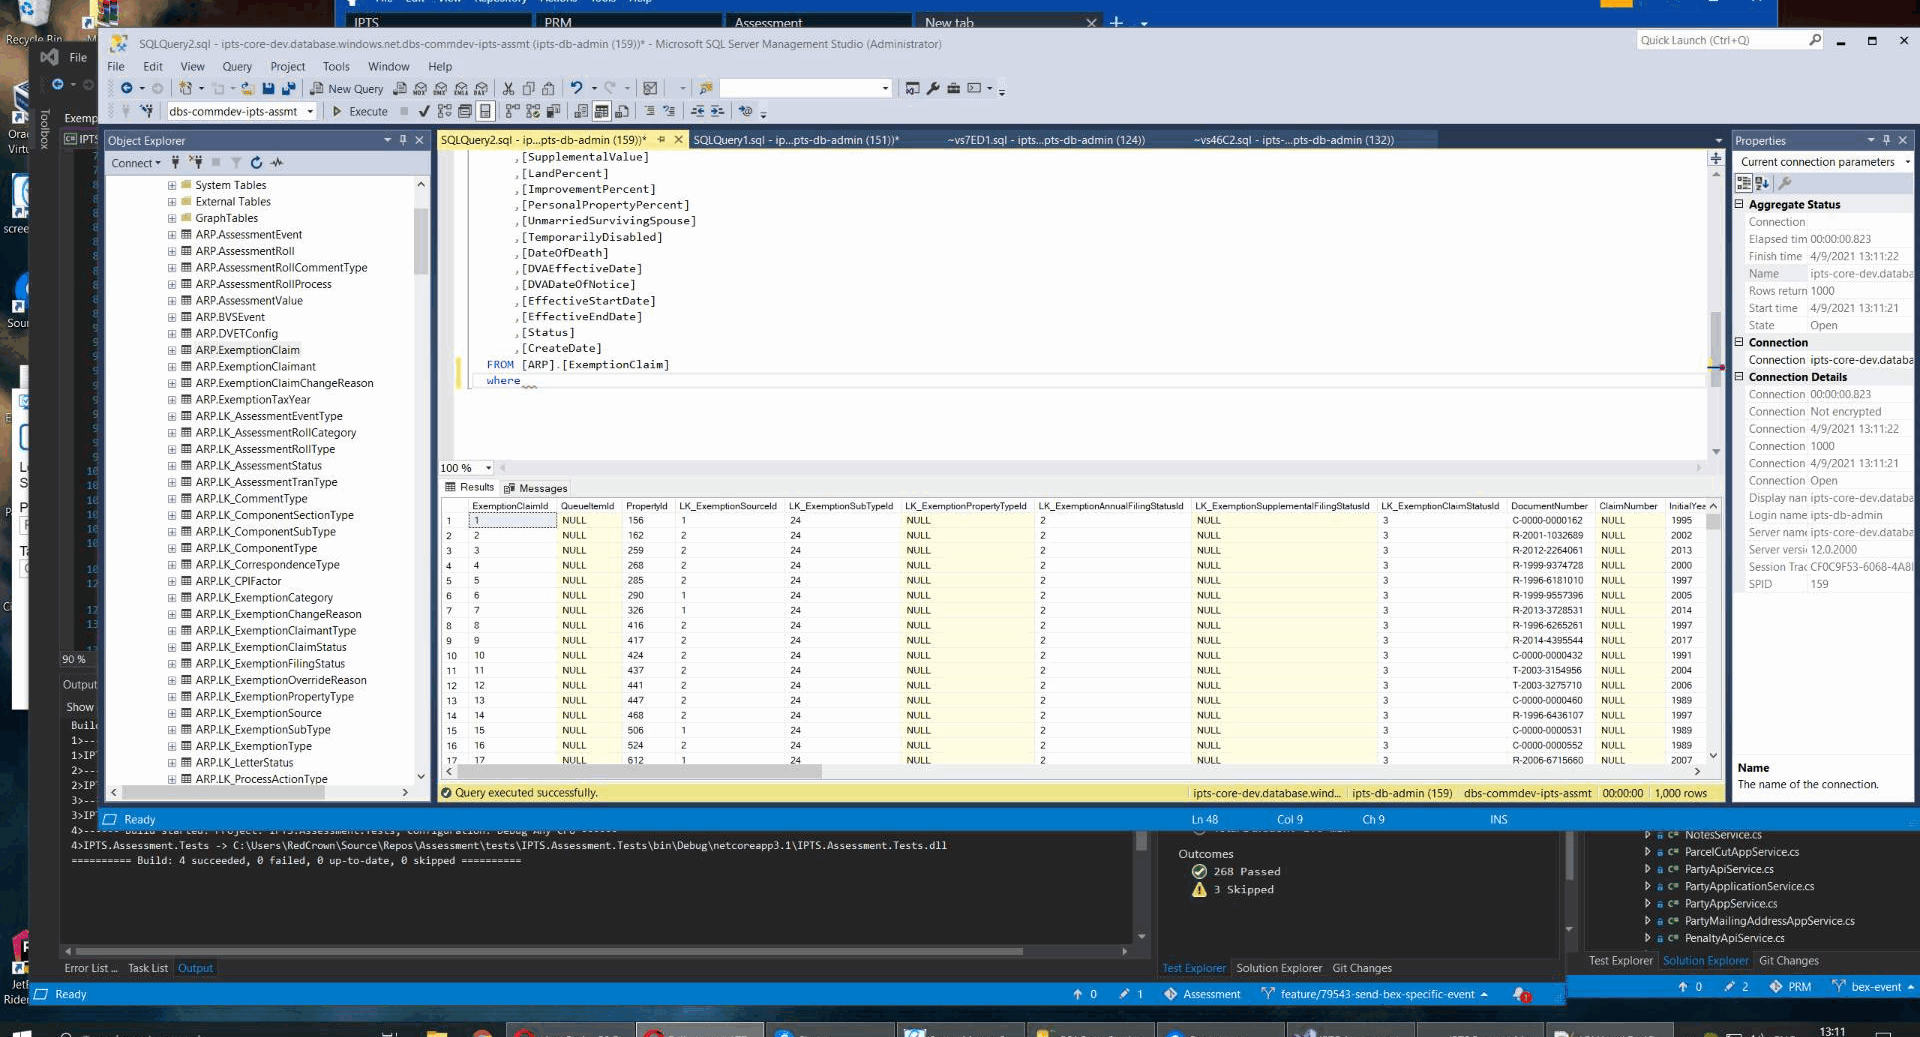 Recycle Bin
IPTS
PRM
Assessment
New tab
SQLQuery2.sql - ipts-core-dev.database.windows.net.dbs-commdev-ipts-assmt (ipts-db-admin (159))* - Microsoft SQL Server Management Studio (Administrator)
Quick Launch (Ctrl+Q)
File
File Edit View Query Project Tools Window Help
New Query
dbs-commdev-ipts-assmt
Execute
Toolbox
Object Explorer
Connect
System Tables
External Tables
GraphTables
ARP.AssessmentEvent
ARP.AssessmentRoll
ARP.AssessmentRollCommentType
ARP.AssessmentRollProcess
ARP.AssessmentValue
ARP.BVSEvent
ARP.DVETConfig
ARP.ExemptionClaim
ARP.ExemptionClaimant
ARP.ExemptionClaimChangeReason
ARP.ExemptionTaxYear
ARP.LK_AssessmentEventType
ARP.LK_AssessmentRollCategory
ARP.LK_AssessmentRollType
ARP.LK_AssessmentStatus
ARP.LK_AssessmentTranType
ARP.LK_CommentType
ARP.LK_ComponentSectionType
ARP.LK_ComponentSubType
ARP.LK_ComponentType
ARP.LK_CorrespondenceType
ARP.LK_CPIFactor
ARP.LK_ExemptionCategory
ARP.LK_ExemptionChangeReason
ARP.LK_ExemptionClaimantType
ARP.LK_ExemptionClaimStatus
ARP.LK_ExemptionFilingStatus
ARP.LK_ExemptionOverrideReason
ARP.LK_ExemptionPropertyType
ARP.LK_ExemptionSource
ARP.LK_ExemptionSubType
ARP.LK_ExemptionType
ARP.LK_LetterStatus
ARP.LK_ProcessActionType
SQLQuery2.sql - ip...pts-db-admin (159))*
SQLQuery1.sql - ip...pts-db-admin (151))*
~vs7ED1.sql - ipts...pts-db-admin (124))
~vs46C2.sql - ipts-...pts-db-admin (132))
,[SupplementalValue]
,[LandPercent]
,[ImprovementPercent]
,[PersonalPropertyPercent]
,[UnmarriedSurvivingSpouse]
,[TemporarilyDisabled]
,[DateOfDeath]
,[DVAEffectiveDate]
,[DVADateOfNotice]
,[EffectiveStartDate]
,[EffectiveEndDate]
,[Status]
,[CreateDate]
FROM [ARP].[ExemptionClaim]
where
100 %
Results Messages
ExemptionClaimId QueueItemId PropertyId LK_ExemptionSourceId LK_ExemptionSubTypeId LK_ExemptionPropertyTypeId LK_ExemptionAnnualFilingStatusId LK_ExemptionSupplementalFilingStatusId LK_ExemptionClaimStatusId DocumentNumber ClaimNumber InitialYea
1 1 NULL 156 1 24 NULL 2 NULL 3 C-0000-0000162 NULL 1995
2 2 NULL 162 2 24 NULL 2 NULL 3 R-2001-1032689 NULL 2002
3 3 NULL 259 2 24 NULL 2 NULL 3 R-2012-2264061 NULL 2013
4 4 NULL 268 2 24 NULL 2 NULL 3 R-1999-9374728 NULL 2000
5 5 NULL 285 2 24 NULL 2 NULL 3 R-1996-6181010 NULL 1997
6 6 NULL 290 1 24 NULL 2 NULL 3 R-1999-9557396 NULL 2005
7 7 NULL 326 1 24 NULL 2 NULL 3 R-2013-3728531 NULL 2014
8 8 NULL 416 2 24 NULL 2 NULL 3 R-1996-6265261 NULL 1997
9 9 NULL 417 2 24 NULL 2 NULL 3 R-2014-4395544 NULL 2017
10 10 NULL 424 2 24 NULL 2 NULL 3 C-0000-0000432 NULL 1991
11 11 NULL 437 2 24 NULL 2 NULL 3 T-2003-3154956 NULL 2004
12 12 NULL 441 2 24 NULL 2 NULL 3 T-2003-3275710 NULL 2006
13 13 NULL 447 2 24 NULL 2 NULL 3 C-0000-0000460 NULL 1989
14 14 NULL 468 2 24 NULL 2 NULL 3 R-1996-6436107 NULL 1997
15 15 NULL 506 1 24 NULL 2 NULL 3 C-0000-0000531 NULL 1989
16 16 NULL 524 2 24 NULL 2 NULL 3 C-0000-0000552 NULL 1989
17 17 NULL 612 1 24 NULL 2 NULL 3 R-2006-6715660 NULL 2007
Query executed successfully.
ipts-core-dev.database.wind... ipts-db-admin (159) dbs-commdev-ipts-assmt 00:00:00 1,000 rows
Properties
Current connection parameters
Aggregate Status
Connection
Elapsed tim 00:00:00.823
Finish time 4/9/2021 13:11:22
Name ipts-core-dev.databa
Rows return 1000
Start time 4/9/2021 13:11:21
State Open
Connection
Connection ipts-core-dev.databa
Connection Details
Connection 00:00:00.823
Connection Not encrypted
Connection 4/9/2021 13:11:22
Connection 1000
Connection 4/9/2021 13:11:21
Connection Open
Display nan ipts-core-dev.databa
Login name ipts-db-admin
Server name ipts-core-dev.databa
Server versi 12.0.2000
Session Trac CF0C9F53-6068-4A8
SPID 159
Name
The name of the connection.
Ready Ln 48 Col 9 Ch 9 INS
90 %
Output
Show
4>IPTS.Assessment.Tests -> C:\Users\RedCrown\Source\Repos\Assessment\tests\IPTS.Assessment.Tests\bin\Debug\netcoreapp3.1\IPTS.Assessment.Tests.dll
========== Build: 4 succeeded, 0 failed, 0 up-to-date, 0 skipped ==========
Outcomes
268 Passed
3 Skipped
NotesService.cs
ParcelCutAppService.cs
PartyApiService.cs
PartyApplicationService.cs
PartyAppService.cs
PartyMailingAddressAppService.cs
PenaltyApiService.cs
Error List ... Task List Output
Test Explorer Solution Explorer Git Changes
Test Explorer Solution Explorer Git Changes
Ready
0 1 Assessment feature/79543-send-bex-specific-event
0 2 PRM bex-event
13:11